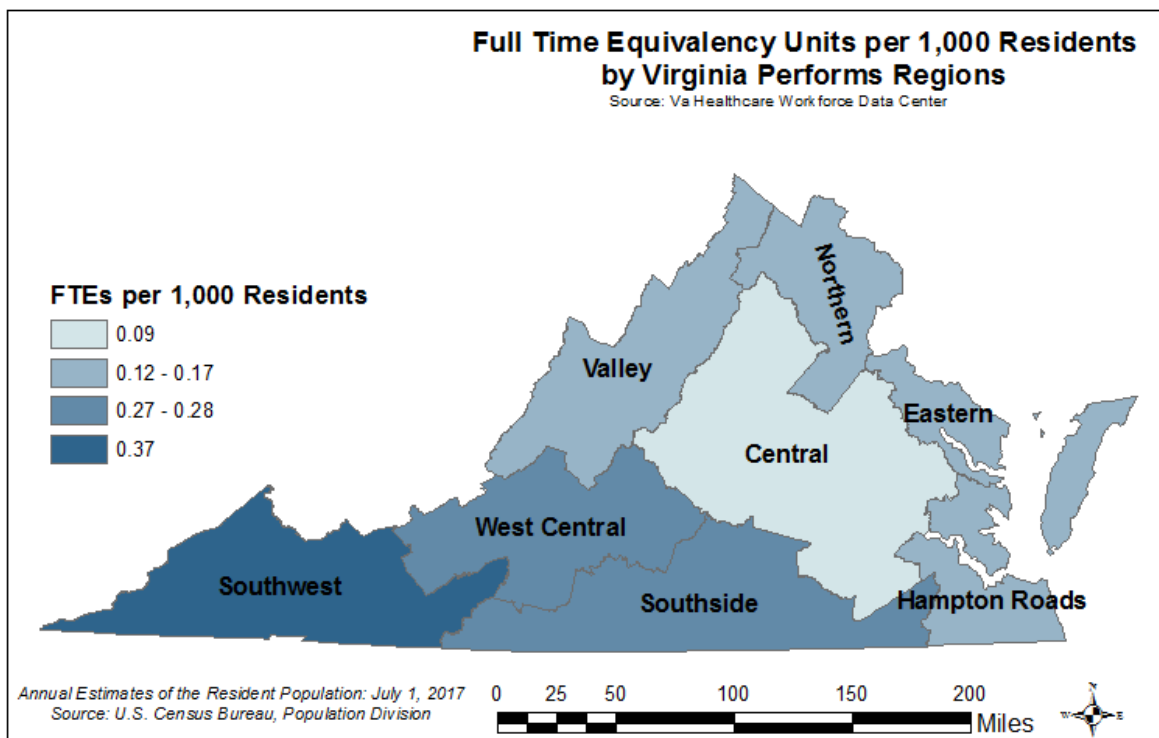 Full Time Equivalency Units per 1,000 Residents
by Virginia Performs Regions
Source: Va Healthcare Workforce Data Center
FTEs per 1,000 Residents
0.09
0.12 - 0.17
0.27 - 0.28
0.37
Northern
Valley
Eastern
Central
West Central
Southwest
Southside
Hampton Roads
Annual Estimates of the Resident Population: July 1, 2017
Source: U.S. Census Bureau, Population Division
0 25 50 100 150 200
Miles
N
W E
S